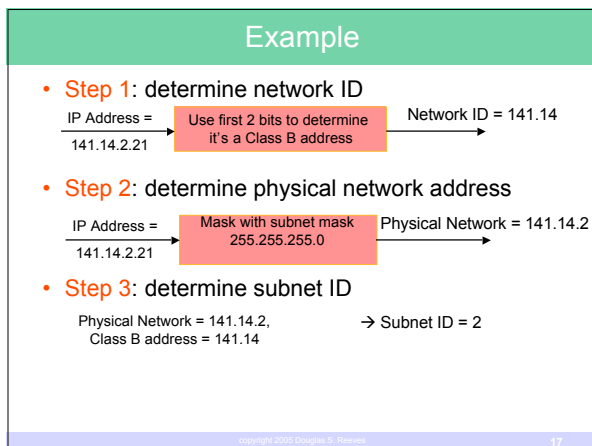 Example
• Step 1: determine network ID
IP Address =
141.14.2.21
Use first 2 bits to determine
it's a Class B address
Network ID = 141.14
• Step 2: determine physical network address
IP Address =
141.14.2.21
Mask with subnet mask
255.255.255.0
Physical Network = 141.14.2
• Step 3: determine subnet ID
Physical Network = 141.14.2,
Class B address = 141.14
→ Subnet ID = 2
copyright 2005 Douglas S. Reeves
17